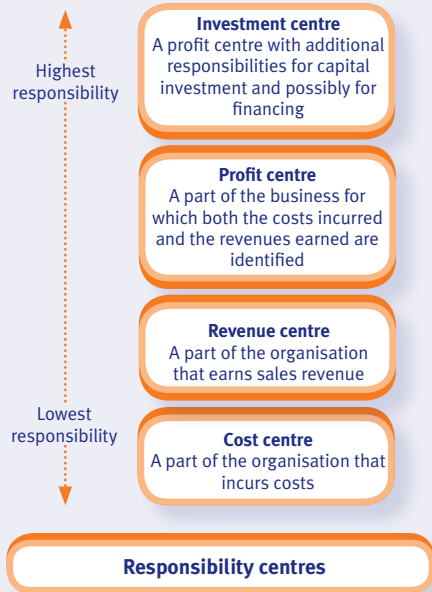 Investment centre
A profit centre with additional
responsibilities for capital
investment and possibly for
financing
Highest
responsibility
Profit centre
A part of the business for
which both the costs incurred
and the revenues earned are
identified
Revenue centre
A part of the organisation
that earns sales revenue
Lowest
responsibility
Cost centre
A part of the organisation that
incurs costs
Responsibility centres